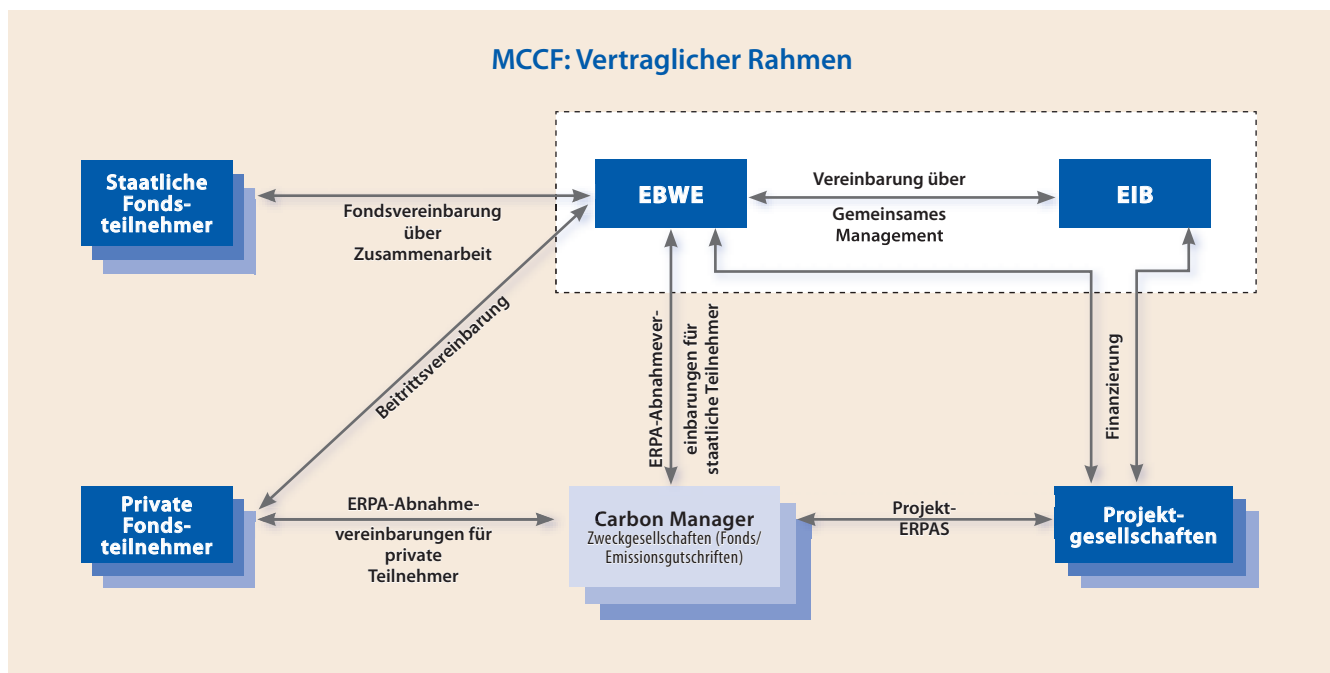 MCCF: Vertraglicher Rahmen
Staatliche
Fonds-
teilnehmer
Fondsvereinbarung
über
Zusammenarbeit
EBWE
Vereinbarung über
Gemeinsames
Management
EIB
Beitrittsvereinbarung
ERPA-Abnahmever-
einbarungen für
staatliche Teilnehmer
Finanzierung
Private
Fonds-
teilnehmer
ERPA-Abnahme-
vereinbarungen für
private
Teilnehmer
Carbon Manager
Zweckgesellschaften (Fonds/
Emissionsgutschriften)
Projekt-
ERPAS
Projekt-
gesellschaften